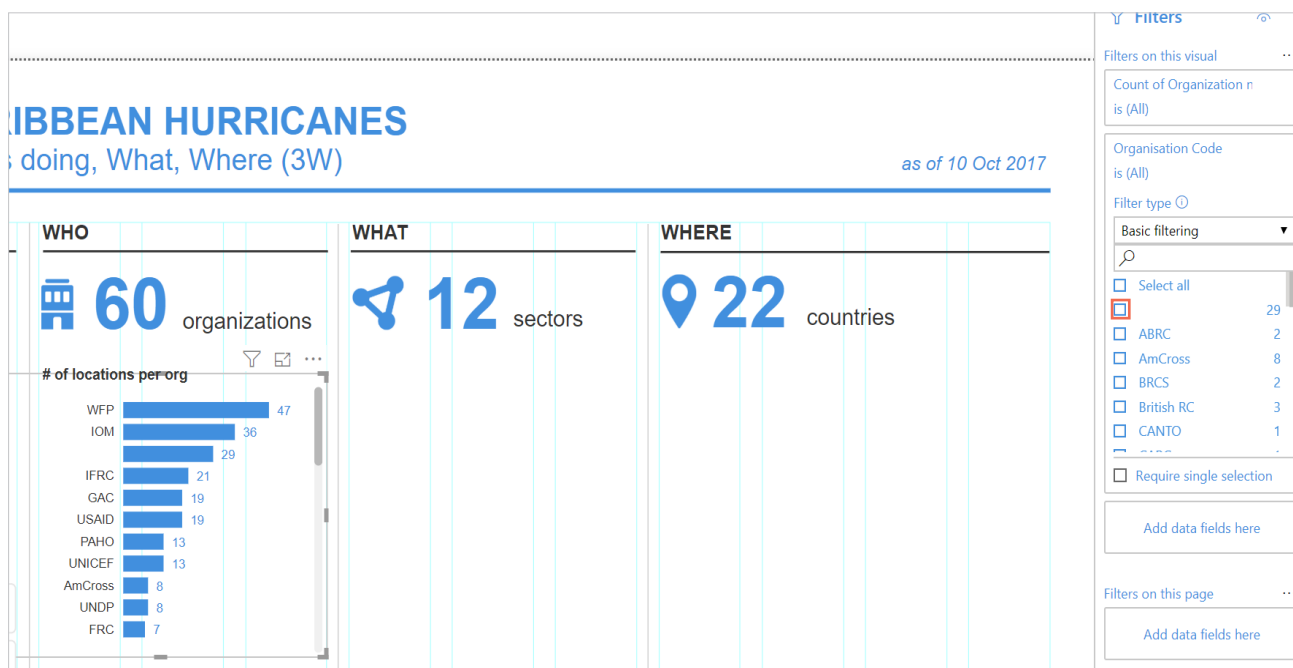 RIBBEAN HURRICANES
s doing, What, Where (3W)
as of 10 Oct 2017
WHO
60 organizations
WHAT
12 sectors
WHERE
22 countries
# of locations per org
WFP 47
IOM 36
29
IFRC 21
GAC 19
USAID 19
PAHO 13
UNICEF 13
AmCross 8
UNDP 8
FRC 7
Filters
Filters on this visual
Count of Organization n
is (All)
Organisation Code
is (All)
Filter type
Basic filtering
Select all
29
ABRC 2
AmCross 8
BRCS 2
British RC 3
CANTO 1
Require single selection
Add data fields here
Filters on this page
Add data fields here